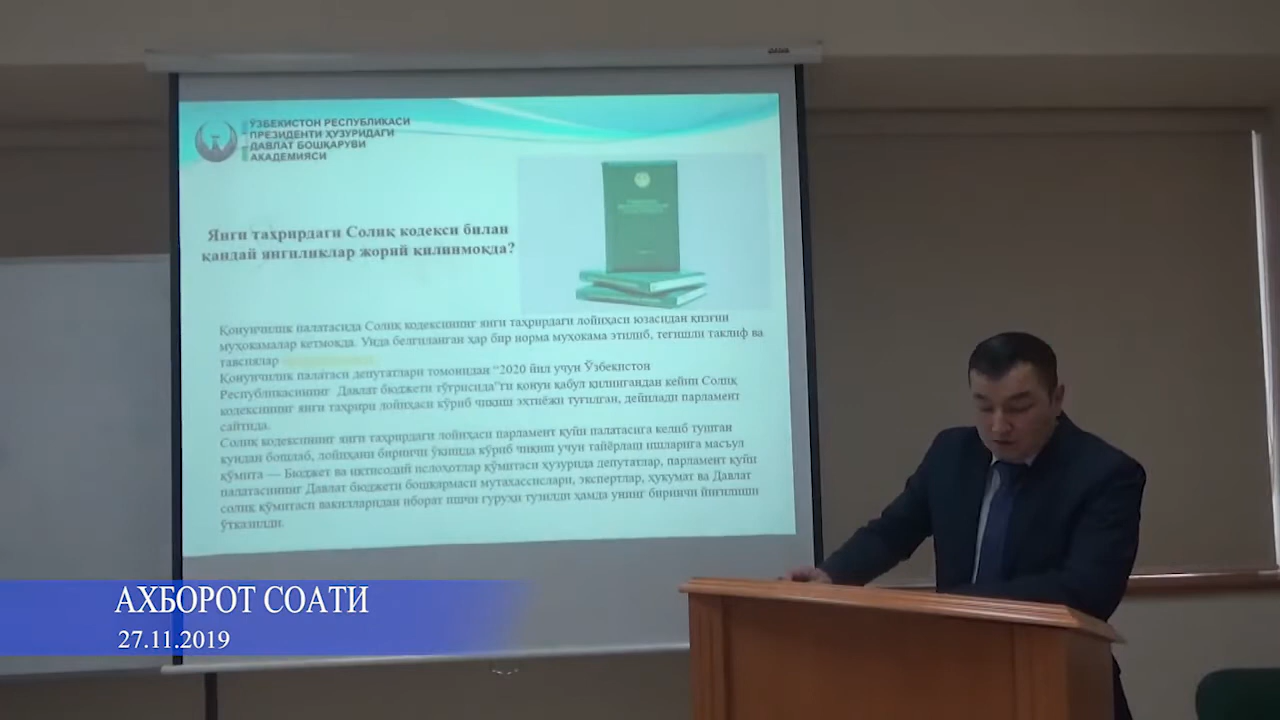 ЎЗБЕКИСТОН РЕСПУБЛИКАСИ
ПРЕЗИДЕНТИ ҲУЗУРИДАГИ
ДАВЛАТ БОШҚАРУВИ
АКАДЕМИЯСИ
Янги таҳрирдаги Солиқ кодекси билан
қандай янгиликлар жорий қилинмоқда?
Қонунчилик палатасида Солиқ кодексининг янги таҳрирдаги лойиҳаси юзасидан қизғин
муҳокамалар кетмоқда. Унда белгиланган ҳар бир норма муҳокама этилиб, тегишли таклиф ва
тавсиялар
Қонунчилик палатаси депутатлари томонидан “2020 йил учун Ўзбекистон
Республикасининг Давлат бюджети тўғрисида”ги қонун қабул қилингандан кейин Солиқ
кодексининг янги таҳрири лойиҳаси кўриб чиқиш эҳтиёжи туғилган, дейилади парламент
сайтида.
Солиқ кодексининг янги таҳрирдаги лойиҳаси парламент қуйи палатасига келиб тушган
кундан бошлаб, лойиҳани биринчи ўқишда кўриб чиқиш учун тайёрлаш ишларига масъул
қўмита — Бюджет ва иқтисодий ислоҳотлар қўмитаси ҳузурида депутатлар, парламент қуйи
палатасининг Давлат бюджети бошқармаси мутахассислари, экспертлар, ҳукумат ва Давлат
солиқ қўмитаси вакилларидан иборат ишчи гуруҳи тузилди ҳамда унинг биринчи йиғилиши
ўтказилди.
АХБОРОТ СОАТИ
27.11.2019